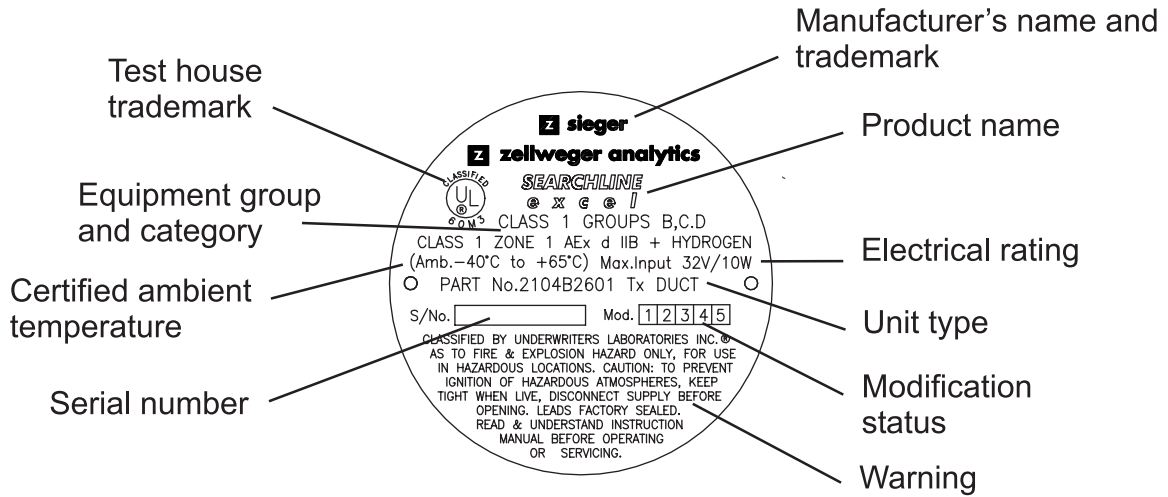 Manufacturer's name and
trademark
Test house
trademark
Product name
Equipment group
and category
Electrical rating
Certified ambient
temperature
Unit type
Serial number
Modification
status
Warning
z sieger
z zellweger analytics
CLASSIFIED
UL
®
60M3
SEARCHLINE
excel
CLASS 1 GROUPS B,C.D
CLASS 1 ZONE 1 AEx d IIB + HYDROGEN
(Amb.-40°C to +65°C) Max.Input 32V/10W
PART No.2104B2601 Tx DUCT
S/No. Mod. 1 2 3 4 5
CLASSIFIED BY UNDERWRITERS LABORATORIES INC.®
AS TO FIRE & EXPLOSION HAZARD ONLY, FOR USE
IN HAZARDOUS LOCATIONS. CAUTION: TO PREVENT
IGNITION OF HAZARDOUS ATMOSPHERES, KEEP
TIGHT WHEN LIVE, DISCONNECT SUPPLY BEFORE
OPENING. LEADS FACTORY SEALED.
READ & UNDERSTAND INSTRUCTION
MANUAL BEFORE OPERATING
OR SERVICING.